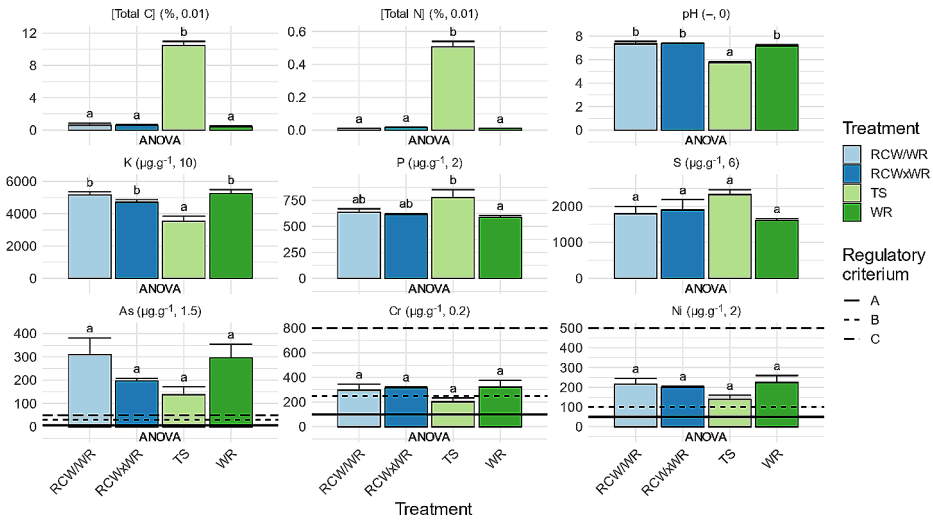 [Total C] (%, 0.01) [Total N] (%, 0.01) pH (–, 0)
12
8
4
0
a a b a
ANOVA
0.6
0.4
0.2
0.0
a a b a
ANOVA
8
6
4
2
0
b b a b
ANOVA
K (µg.g⁻¹, 10) P (µg.g⁻¹, 2) S (µg.g⁻¹, 6)
6000
4000
2000
0
b b a b
ANOVA
750
500
250
0
ab ab b a
ANOVA
2000
1000
0
a a a a
ANOVA
As (µg.g⁻¹, 1.5) Cr (µg.g⁻¹, 0.2) Ni (µg.g⁻¹, 2)
400
300
200
100
0
a a a a
ANOVA
800
600
400
200
0
a a a a
ANOVA
500
400
300
200
100
0
a a a a
ANOVA
RCW/WR RCWxWR TS WR
RCW/WR RCWxWR TS WR
RCW/WR RCWxWR TS WR
Treatment
Treatment
RCW/WR
RCWxWR
TS
WR
Regulatory
criterium
A
B
C